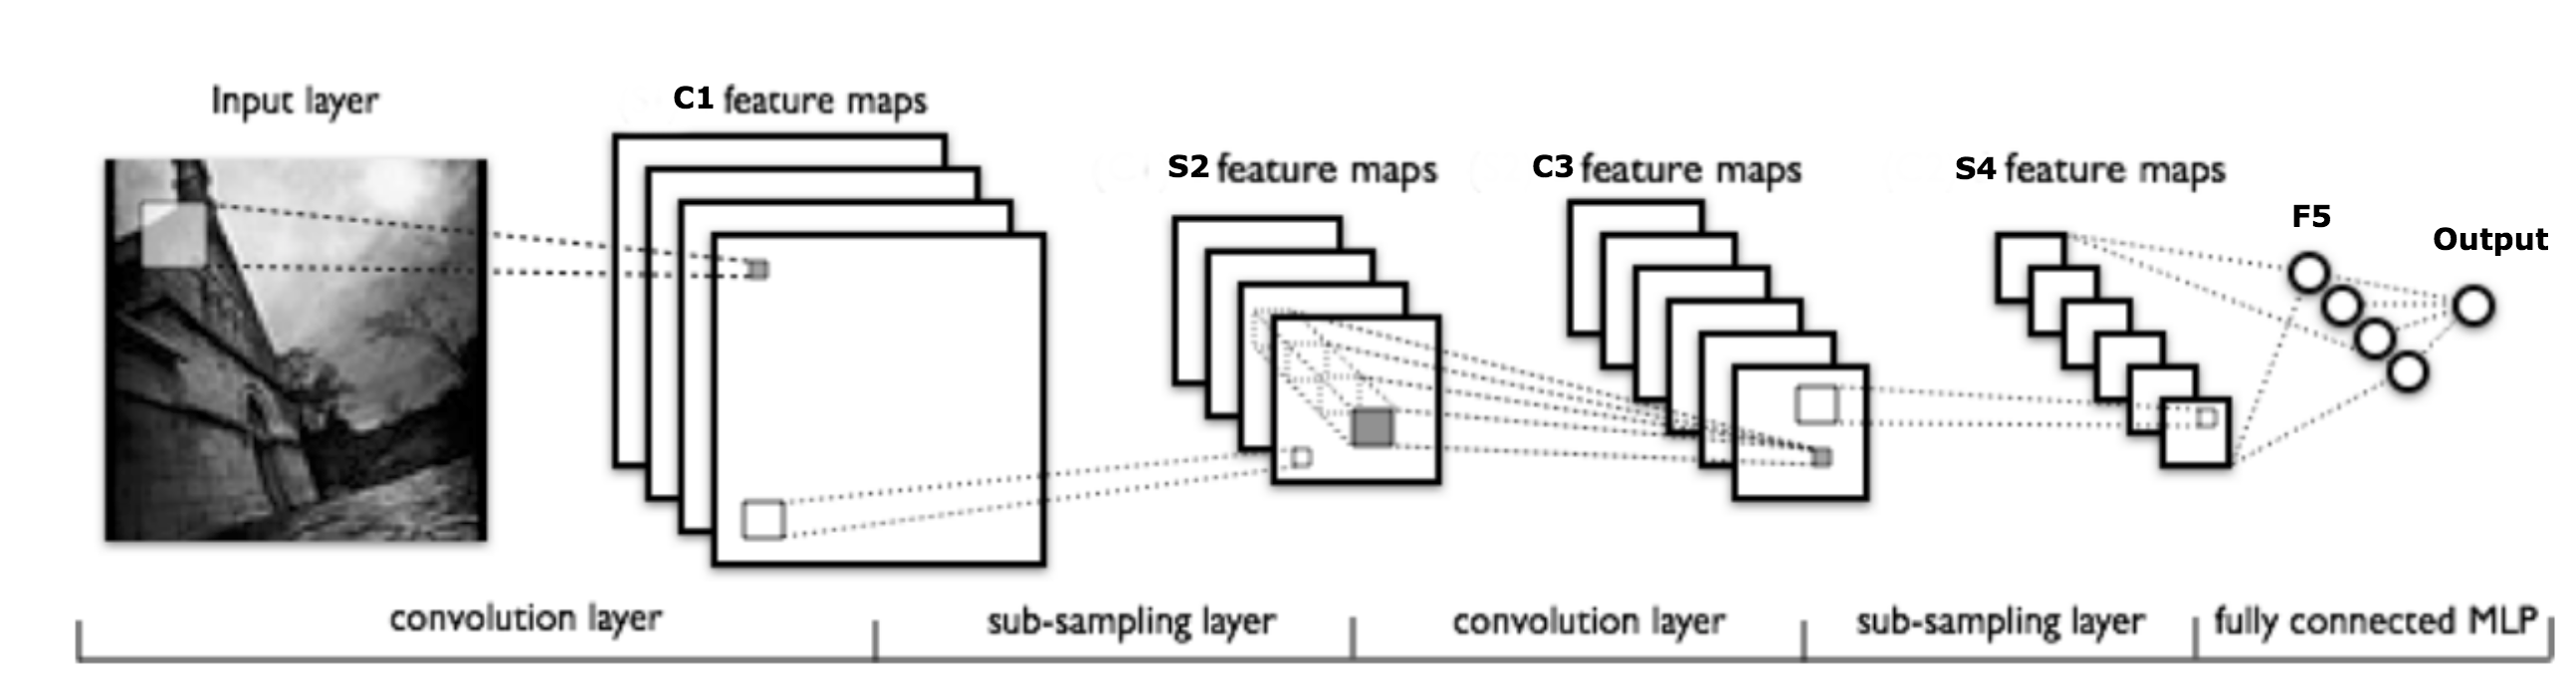 Input layer
C1 feature maps
S2 feature maps
C3 feature maps
S4 feature maps
F5
Output
convolution layer
sub-sampling layer
convolution layer
sub-sampling layer
fully connected MLP